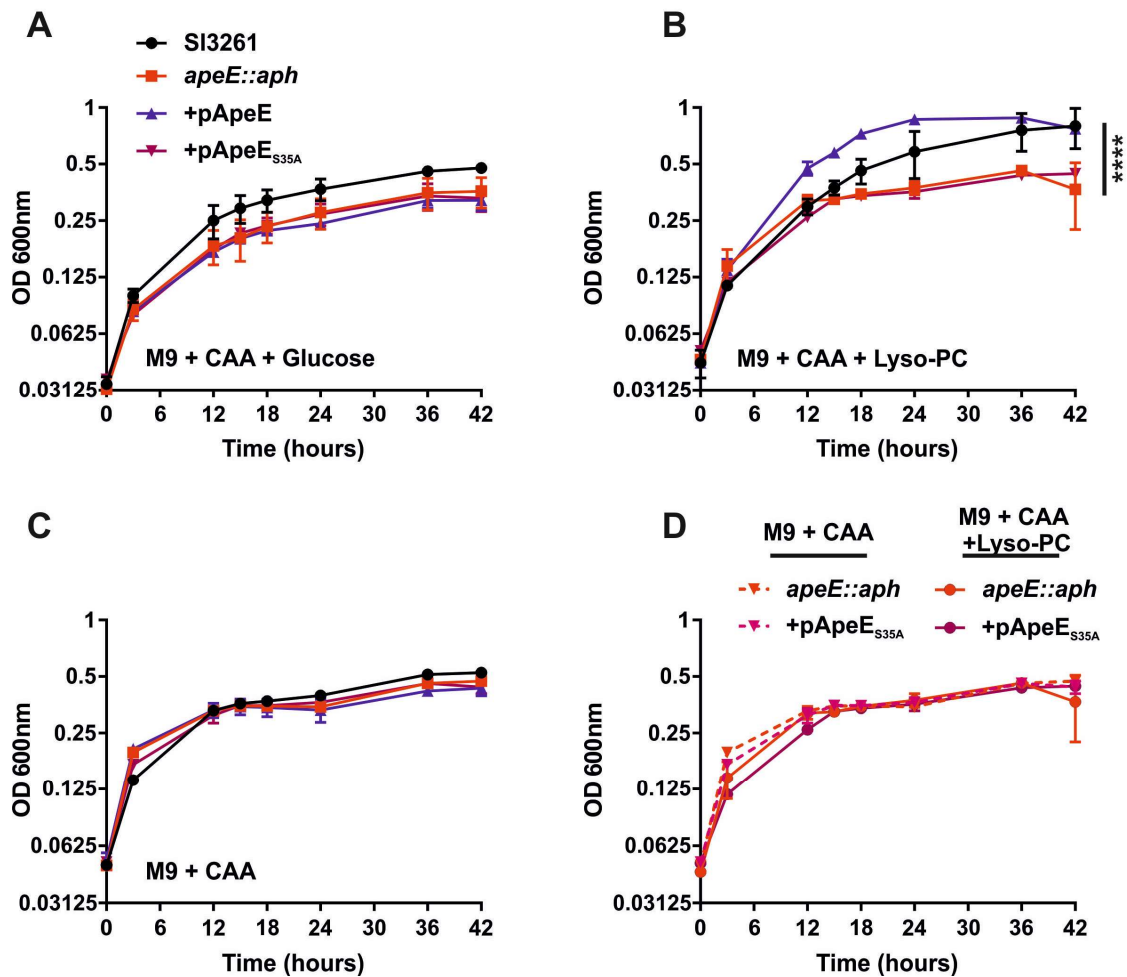 A
SI3261
apeE::aph
+pApeE
+pApeES35A
1
0.5
0.25
0.125
0.0625
0.03125
OD 600nm
M9 + CAA + Glucose
0 6 12 18 24 30 36 42
Time (hours)
B
1
0.5
0.25
0.125
0.0625
0.03125
OD 600nm
****
M9 + CAA + Lyso-PC
0 6 12 18 24 30 36 42
Time (hours)
C
1
0.5
0.25
0.125
0.0625
0.03125
OD 600nm
M9 + CAA
0 6 12 18 24 30 36 42
Time (hours)
D
M9 + CAA
M9 + CAA
+Lyso-PC
apeE::aph apeE::aph
+pApeES35A +pApeES35A
1
0.5
0.25
0.125
0.0625
0.03125
OD 600nm
0 6 12 18 24 30 36 42
Time (hours)